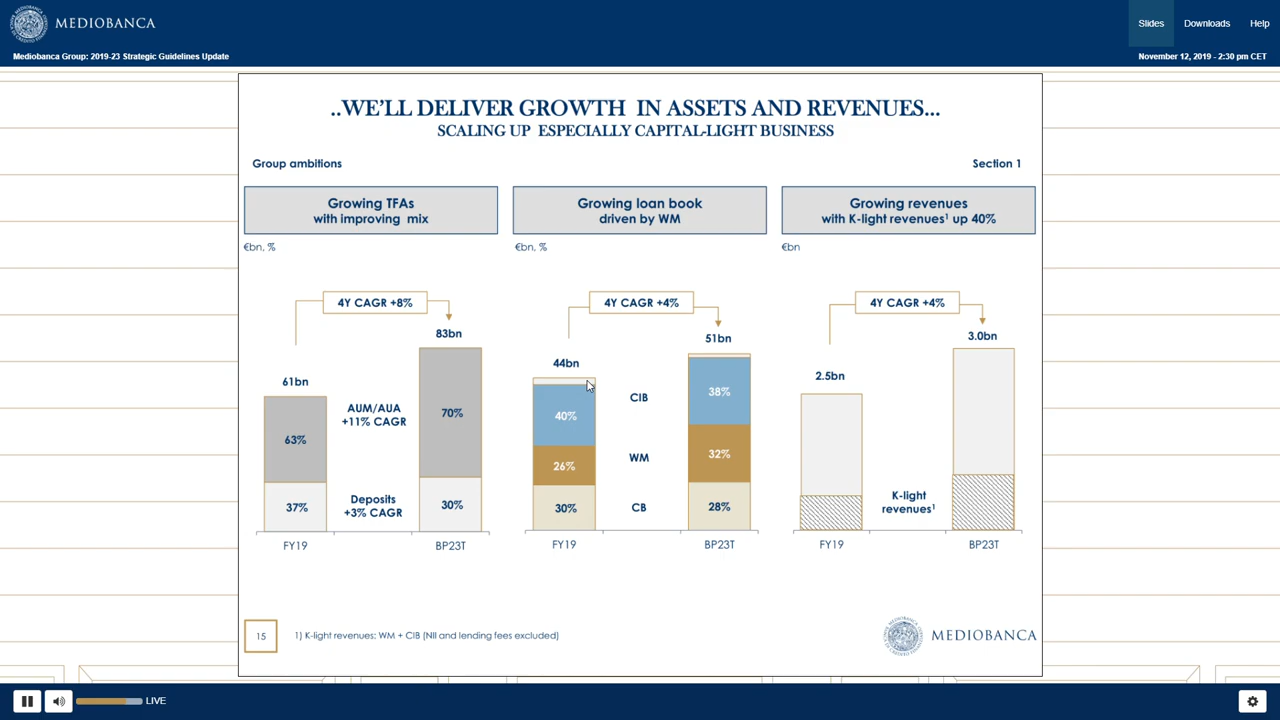 MEDIOBANCA
Slides
Downloads
Help
Mediobanca Group: 2019-23 Strategic Guidelines Update
November 12, 2019 - 2:30 pm CET
..WE'LL DELIVER GROWTH IN ASSETS AND REVENUES...
SCALING UP ESPECIALLY CAPITAL-LIGHT BUSINESS
Group ambitions
Section 1
Growing TFAs
with improving mix
€bn, %
4Y CAGR +8%
83bn
61bn
AUM/AUA
+11% CAGR
70%
63%
Deposits
+3% CAGR
37%
30%
FY19
BP23T
Growing loan book
driven by WM
€bn, %
4Y CAGR +4%
51bn
44bn
CIB
38%
40%
WM
32%
26%
CB
28%
30%
FY19
BP23T
Growing revenues
with K-light revenues¹ up 40%
€bn
4Y CAGR +4%
3.0bn
2.5bn
K-light
revenues¹
FY19
BP23T
15
1) K-light revenues: WM + CIB (NII and lending fees excluded)
MEDIOBANCA
LIVE